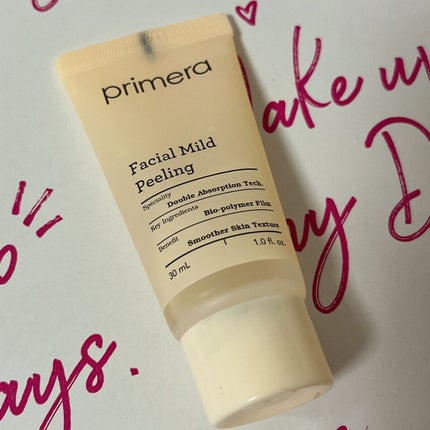 primera
Facial Mild
Peeling
Speciality Double Absorption Tech.
Key Ingredients Bio-polymer Film
Benefit Smoother Skin Texture
30 mL 1.0 fl. oz.
ake u
y D
ays.